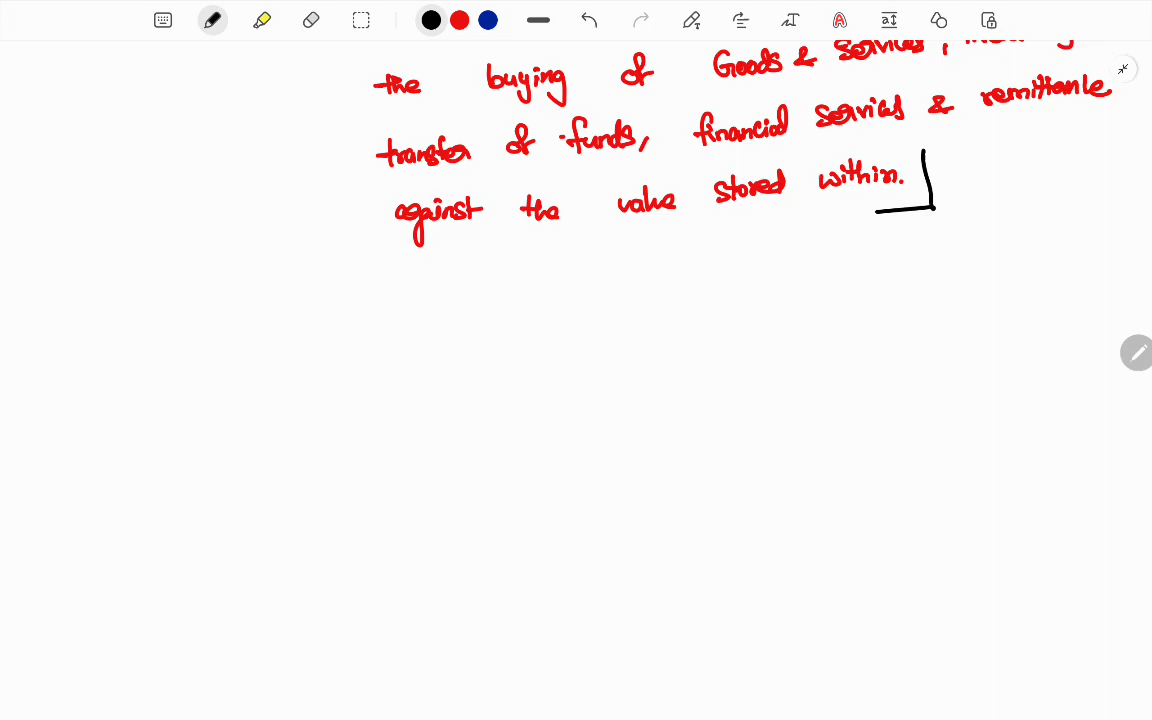 the buying of Goods & services,
transfer of funds, financial services & remittance
against the value stored within.